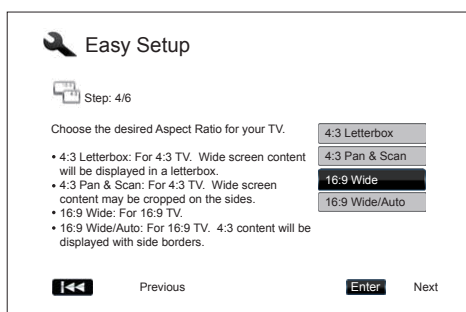 Easy Setup
Step: 4/6
Choose the desired Aspect Ratio for your TV.
• 4:3 Letterbox: For 4:3 TV. Wide screen content
will be displayed in a letterbox.
• 4:3 Pan & Scan: For 4:3 TV. Wide screen
content may be cropped on the sides.
• 16:9 Wide: For 16:9 TV.
• 16:9 Wide/Auto: For 16:9 TV. 4:3 content will be
displayed with side borders.
4:3 Letterbox
4:3 Pan & Scan
16:9 Wide
16:9 Wide/Auto
Previous
Enter Next